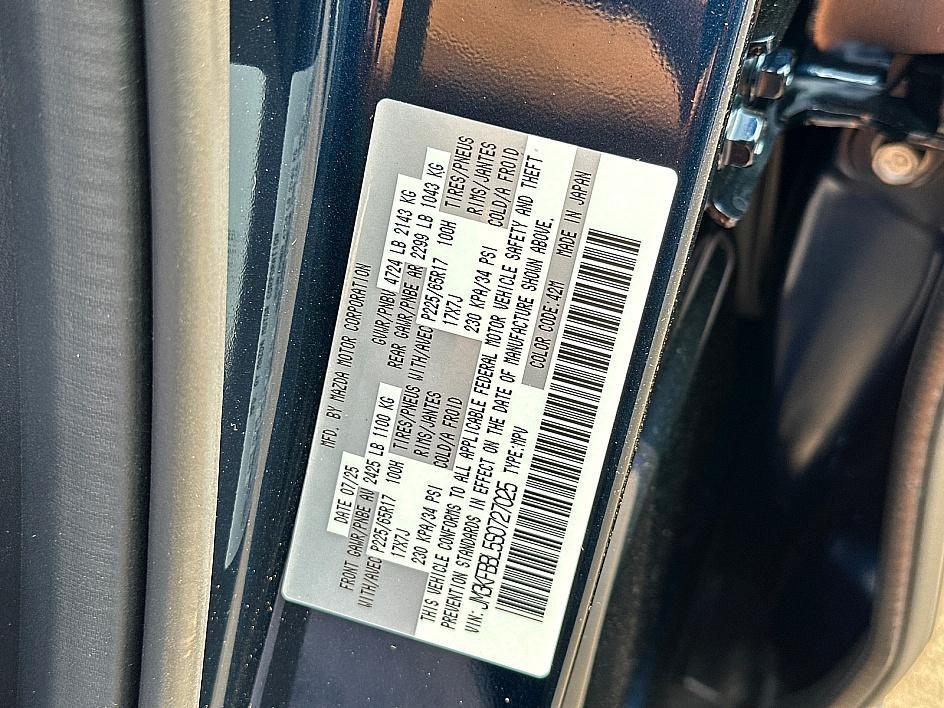 MFD. BY MAZDA MOTOR CORPORATION
DATE 07/25 GVWR/PNBV 4724 LB 2143 KG
FRONT GAWR/PNBE AV 2425 LB 1100 KG REAR GAWR/PNBE AR 2299 LB 1043 KG
WITH/AVEC P225/65R17 100H TIRES/PNEUS WITH/AVEC P225/65R17 100H TIRES/PNEUS
17X7J RIMS/JANTES 17X7J RIMS/JANTES
230 KPA/34 PSI COLD/A FROID 230 KPA/34 PSI COLD/A FROID
THIS VEHICLE CONFORMS TO ALL APPLICABLE FEDERAL MOTOR VEHICLE SAFETY AND THEFT
PREVENTION STANDARDS IN EFFECT ON THE DATE OF MANUFACTURE SHOWN ABOVE.
VIN: JM3KFBBL5S0727025 TYPE:MPV COLOR CODE:42M MADE IN JAPAN